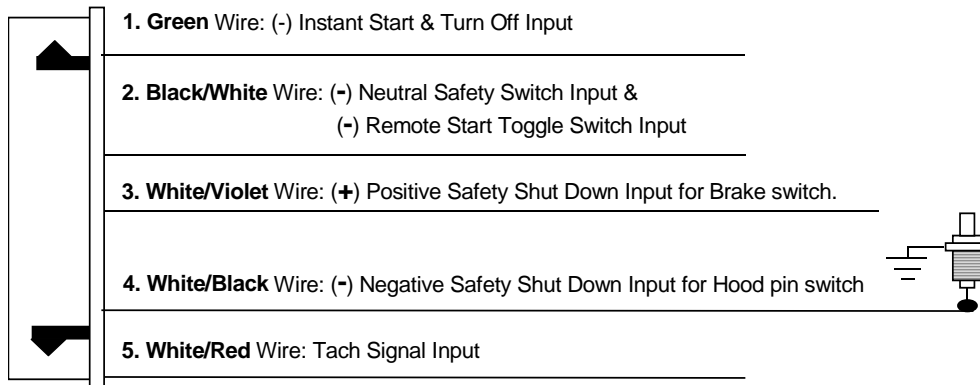 1. Green Wire: (-) Instant Start & Turn Off Input
2. Black/White Wire: (-) Neutral Safety Switch Input &
(-) Remote Start Toggle Switch Input
3. White/Violet Wire: (+) Positive Safety Shut Down Input for Brake switch.
4. White/Black Wire: (-) Negative Safety Shut Down Input for Hood pin switch
5. White/Red Wire: Tach Signal Input